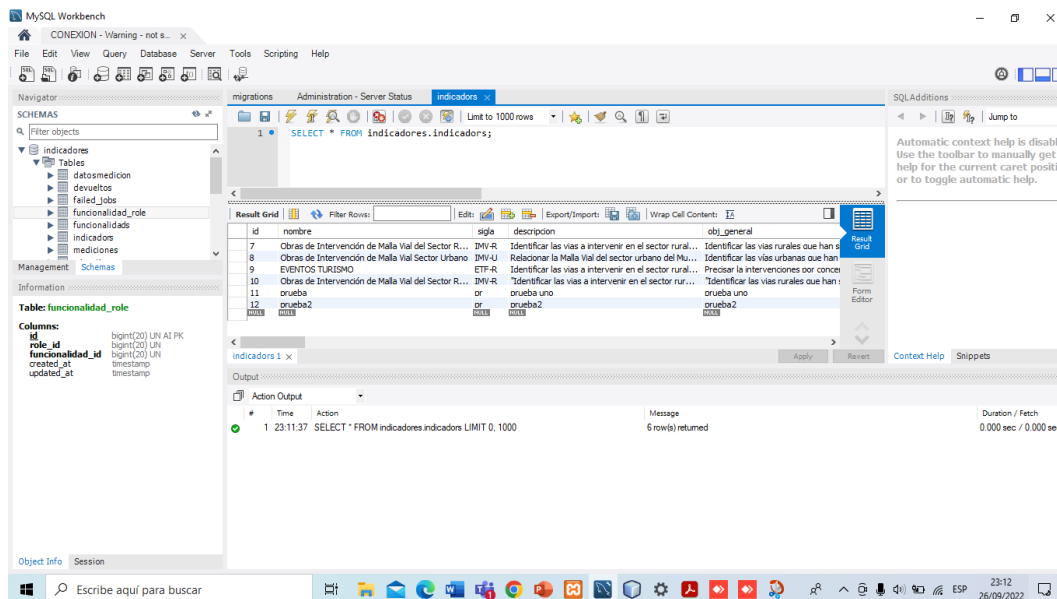 MySQL Workbench
CONEXION - Warning - not s...
File Edit View Query Database Server Tools Scripting Help
Navigator
SCHEMAS
Filter objects
indicadores
Tables
datosmedicion
devueltos
failed_jobs
funcionalidad_role
funcionalidads
indicadors
mediciones
Management Schemas
Information
Table: funcionalidad_role
Columns:
id bigint(20) UN AI PK
role_id bigint(20) UN
funcionalidad_id bigint(20) UN
created_at timestamp
updated_at timestamp
Object Info Session
migrations Administration - Server Status indicadors
Limit to 1000 rows
1 SELECT * FROM indicadores.indicadors;
Result Grid Filter Rows: Edit: Export/Import: Wrap Cell Content:
id nombre sigla descripcion obj_general
7 Obras de Intervención de Malla Vial del Sector R... IMV-R Identificar las vias a intervenir en el sector rural... Identificar las vias rurales que han s
8 Obras de Intervención de Malla Vial Sector Urbano IMV-U Relacionar la Malla Vial del sector urbano del Mu... Identificar las vías urbanas que han
9 EVENTOS TURISMO ETF-R Identificar las vias a intervenir en el sector rural... Precisar la intervenciones por concer
10 Obras de Intervención de Malla Vial del Sector R... IMV-R "Identificar las vias a intervenir en el sector rur... "Identificar las vias rurales que han
11 prueba pr prueba uno prueba uno
12 prueba2 pr prueba2 prueba2
NULL NULL NULL NULL NULL
Result Grid
Form Editor
indicadors 1 Apply Revert
SQLAdditions
Jump to
Automatic context help is disabl
Use the toolbar to manually get
help for the current caret positi
or to toggle automatic help.
Context Help Snippets
Output
Action Output
# Time Action Message Duration / Fetch
1 23:11:37 SELECT * FROM indicadores.indicadors LIMIT 0, 1000 6 row(s) returned 0.000 sec / 0.000 se
Escribe aquí para buscar
ESP
23:12
26/09/2022